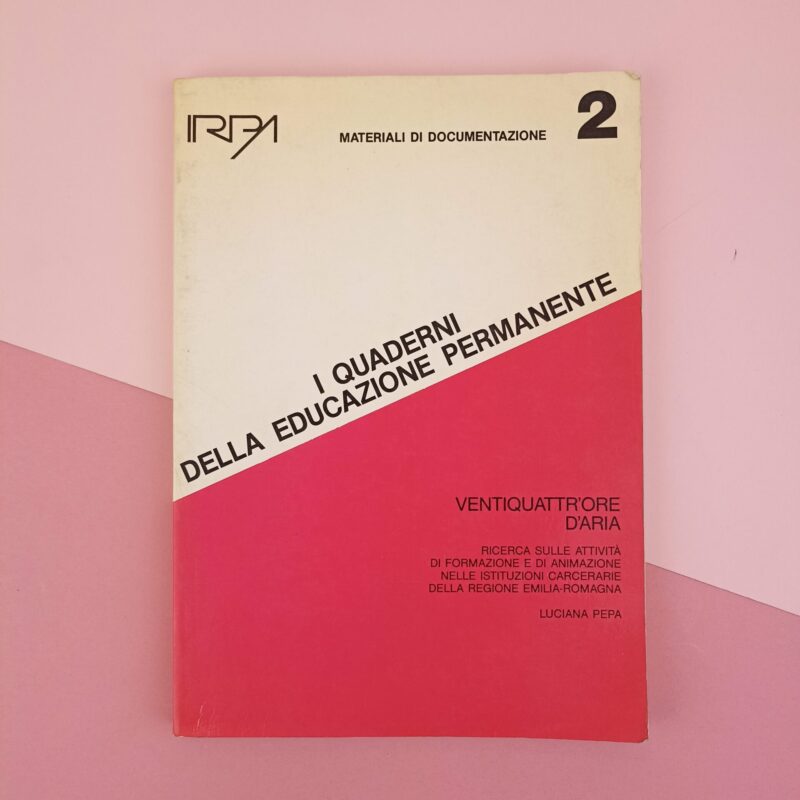 IRPA
MATERIALI DI DOCUMENTAZIONE 2
I QUADERNI
DELLA EDUCAZIONE PERMANENTE
VENTIQUATTR'ORE
D'ARIA
RICERCA SULLE ATTIVITÀ
DI FORMAZIONE E DI ANIMAZIONE
NELLE ISTITUZIONI CARCERARIE
DELLA REGIONE EMILIA-ROMAGNA
LUCIANA PEPA